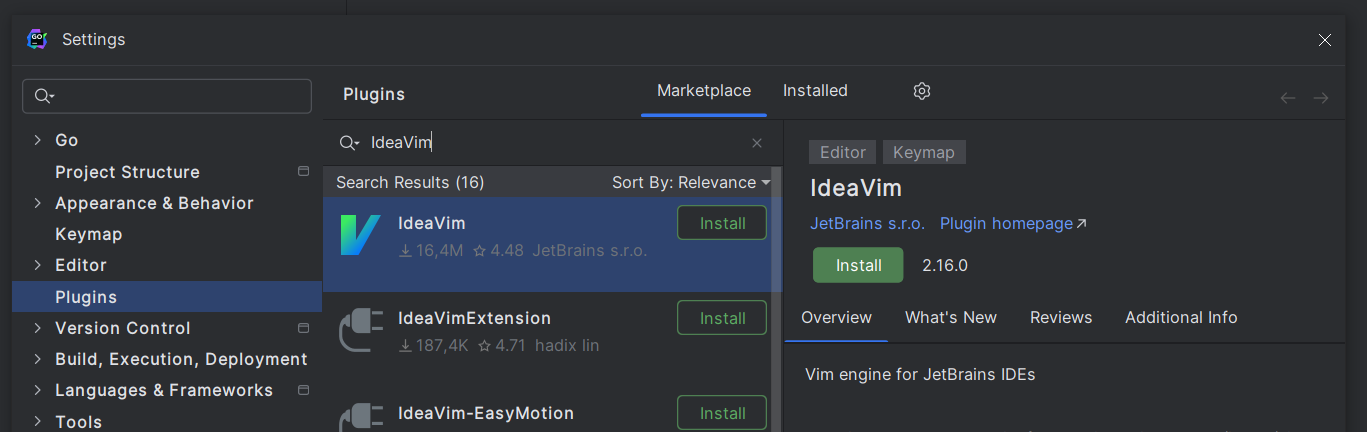 GO
Settings
Go
Project Structure
Appearance & Behavior
Keymap
Editor
Plugins
Version Control
Build, Execution, Deployment
Languages & Frameworks
Tools
Plugins
Marketplace
Installed
IdeaVim
Search Results (16)
Sort By: Relevance
IdeaVim
Install
16,4M
4.48
JetBrains s.r.o.
IdeaVimExtension
Install
187,4K
4.71
hadix lin
IdeaVim-EasyMotion
Install
Editor
Keymap
IdeaVim
JetBrains s.r.o.
Plugin homepage
Install
2.16.0
Overview
What's New
Reviews
Additional Info
Vim engine for JetBrains IDEs